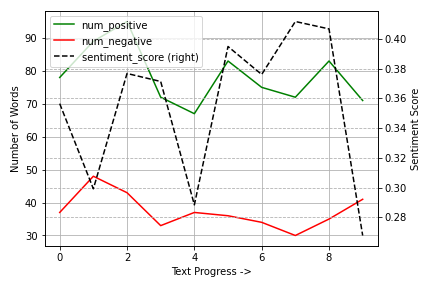 num_positive
num_negative
sentiment_score (right)
90
80
70
60
50
40
30
0.40
0.38
0.36
0.34
0.32
0.30
0.28
Number of Words
Sentiment Score
0 2 4 6 8
Text Progress ->